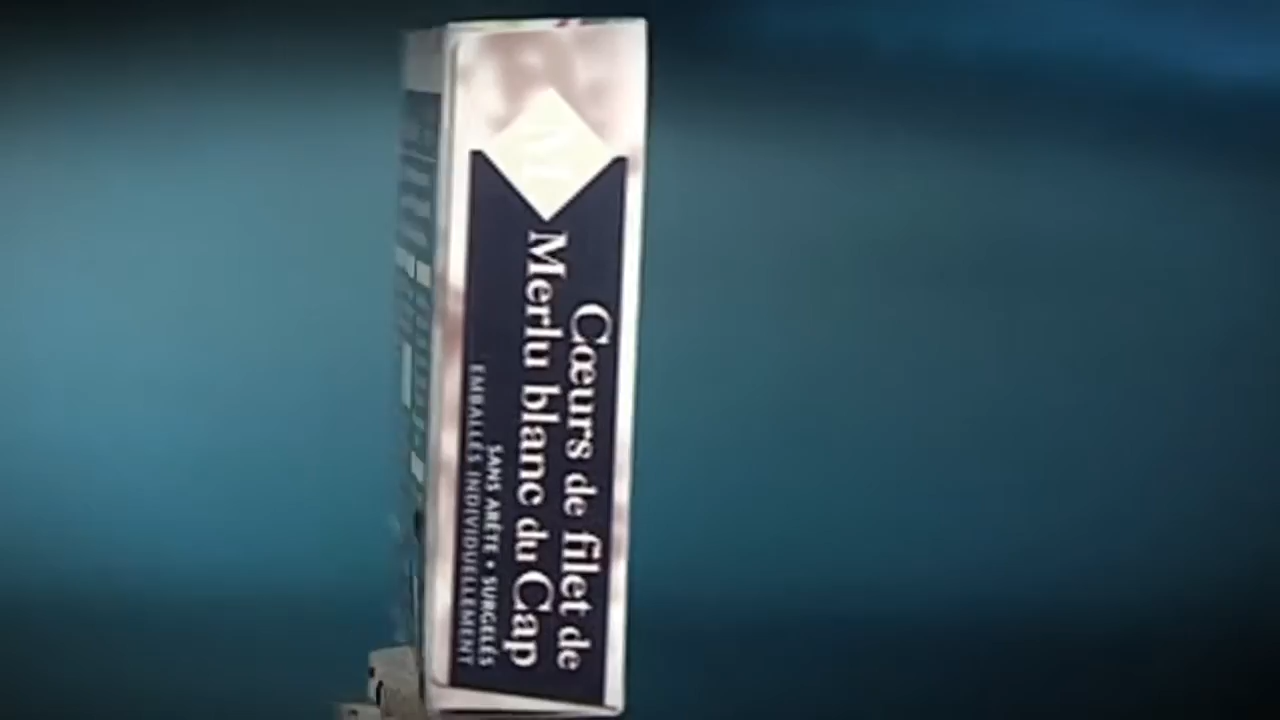 Cœurs de filet de
Merlu blanc du Cap
SANS ARÊTE • SURGELÉS
EMBALLÉS INDIVIDUELLEMENT